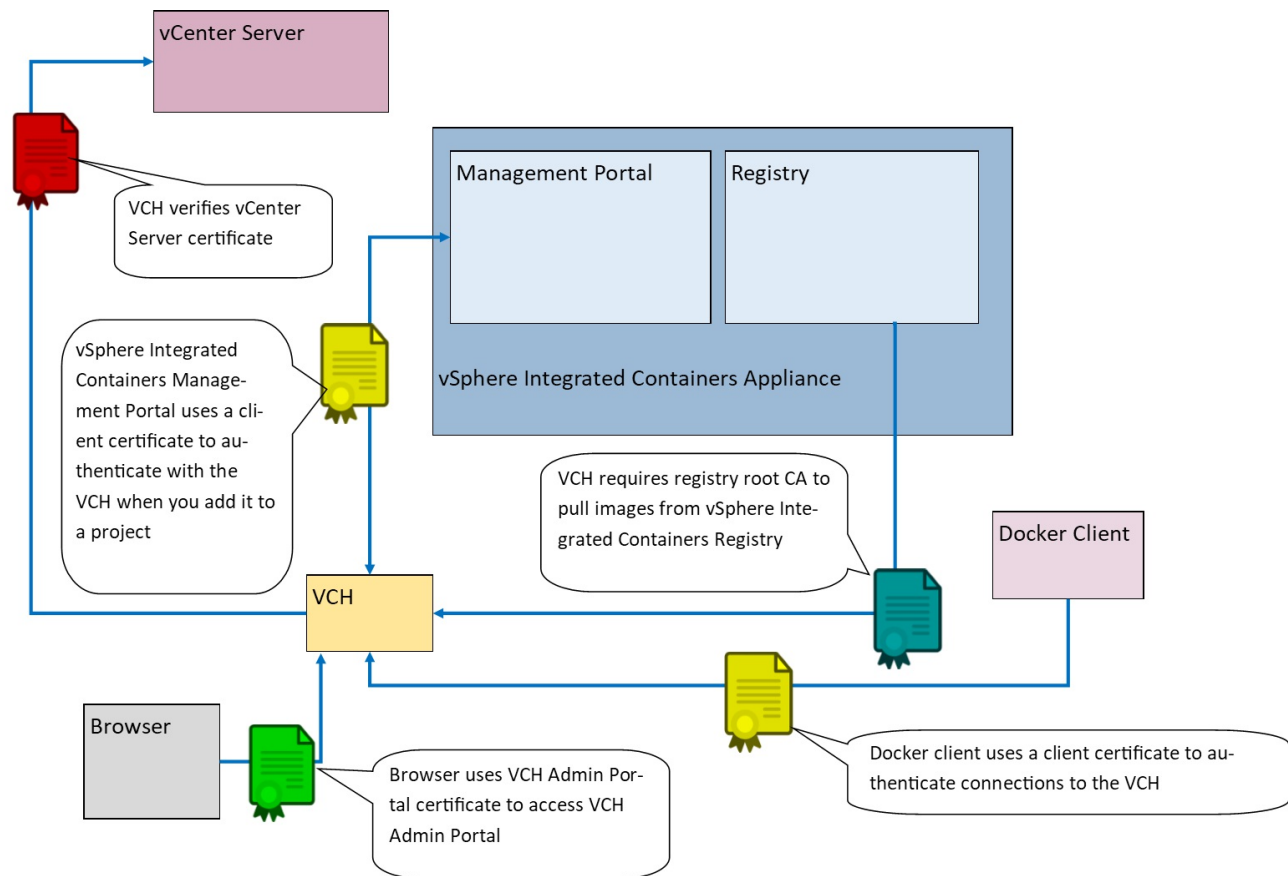 vCenter Server
VCH verifies vCenter
Server certificate
Management Portal
Registry
vSphere Integrated Containers Appliance
vSphere Integrated
Containers Manage-
ment Portal uses a cli-
ent certificate to au-
thenticate with the
VCH when you add it to
a project
VCH requires registry root CA to
pull images from vSphere Inte-
grated Containers Registry
Docker Client
VCH
Browser
Browser uses VCH Admin Por-
tal certificate to access VCH
Admin Portal
Docker client uses a client certificate to au-
thenticate connections to the VCH